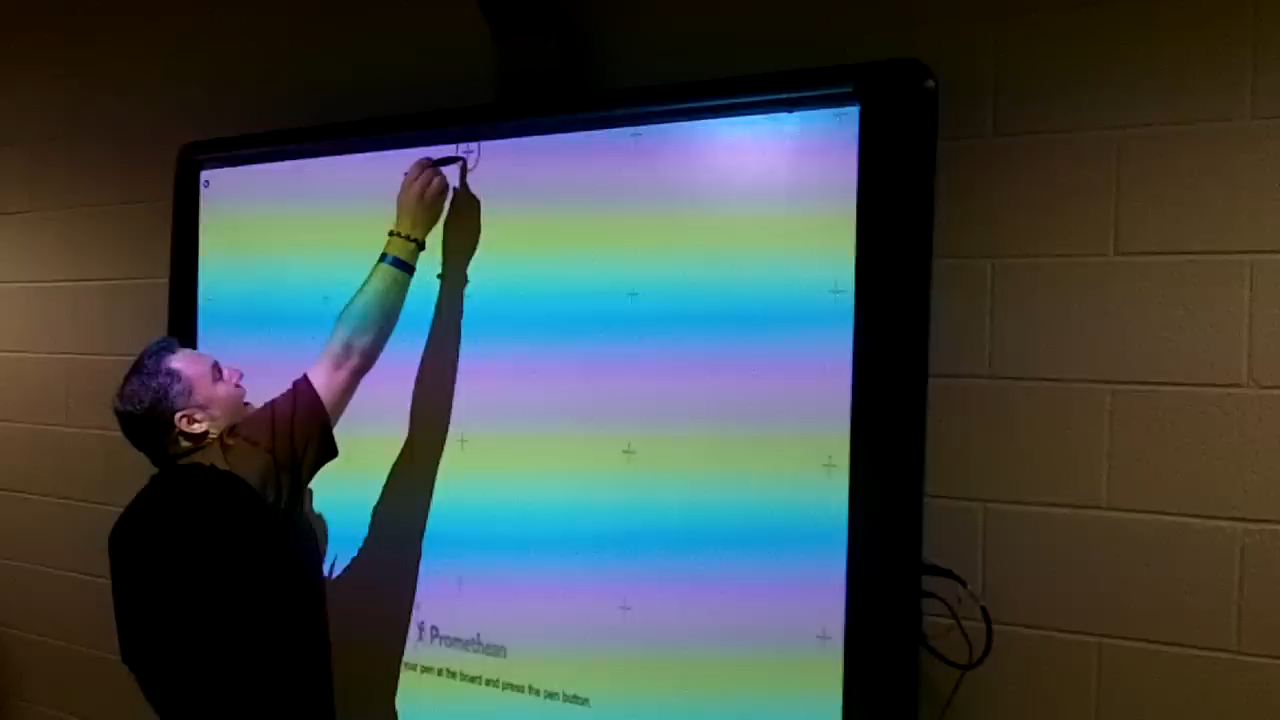 Promethean
your pen at the board and press the pen button.